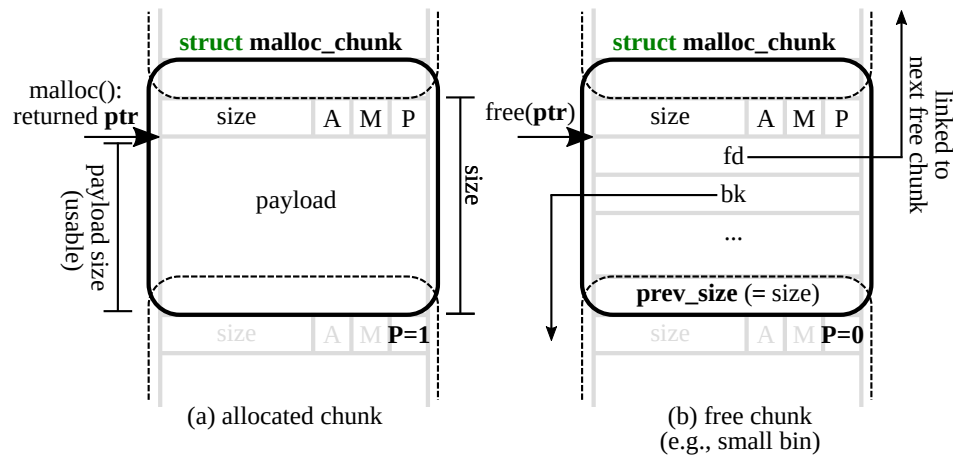 struct malloc_chunk
malloc():
returned ptr
size A M P
payload
payload size
(usable)
size
size A M P=1
(a) allocated chunk
struct malloc_chunk
free(ptr)
size A M P
fd
bk
...
prev_size (= size)
size A M P=0
linked to
next free chunk
(b) free chunk
(e.g., small bin)